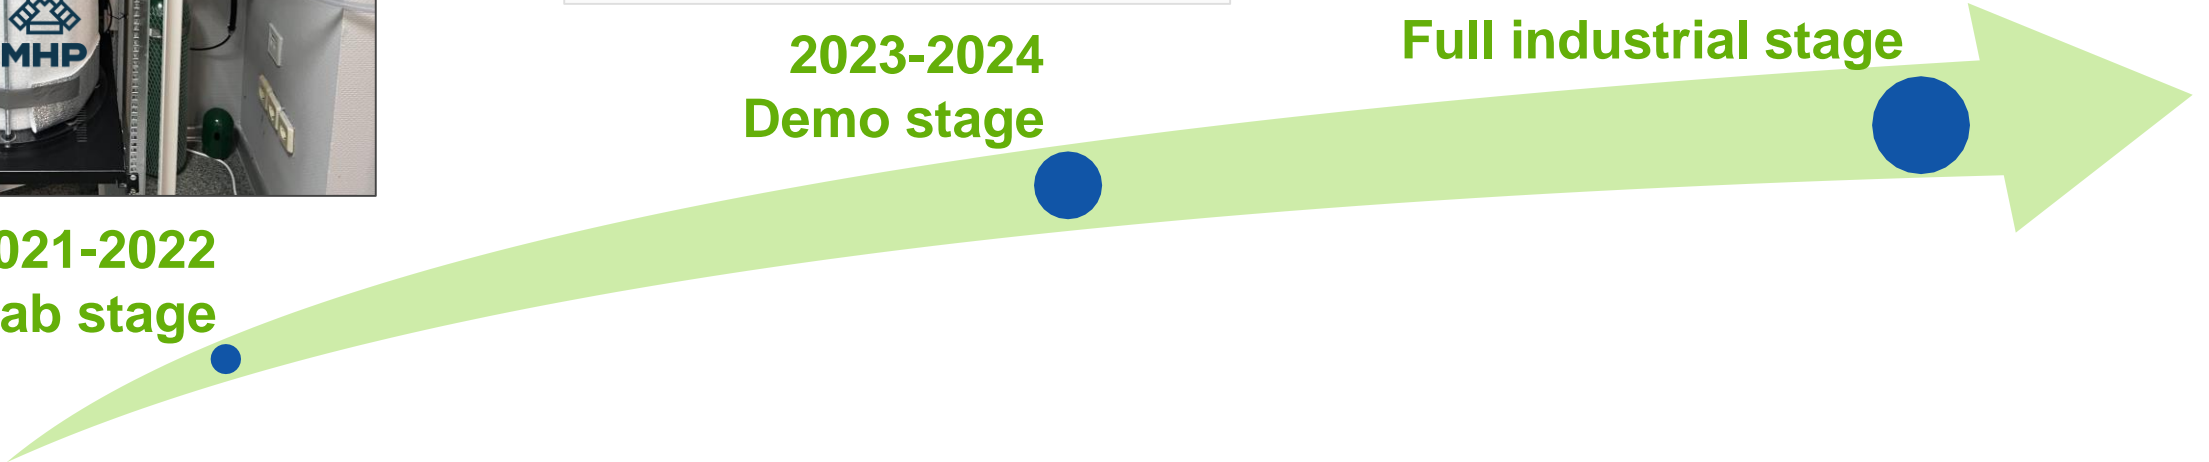 MHP
2023-2024
Demo stage
Full industrial stage
021-2022
ab stage